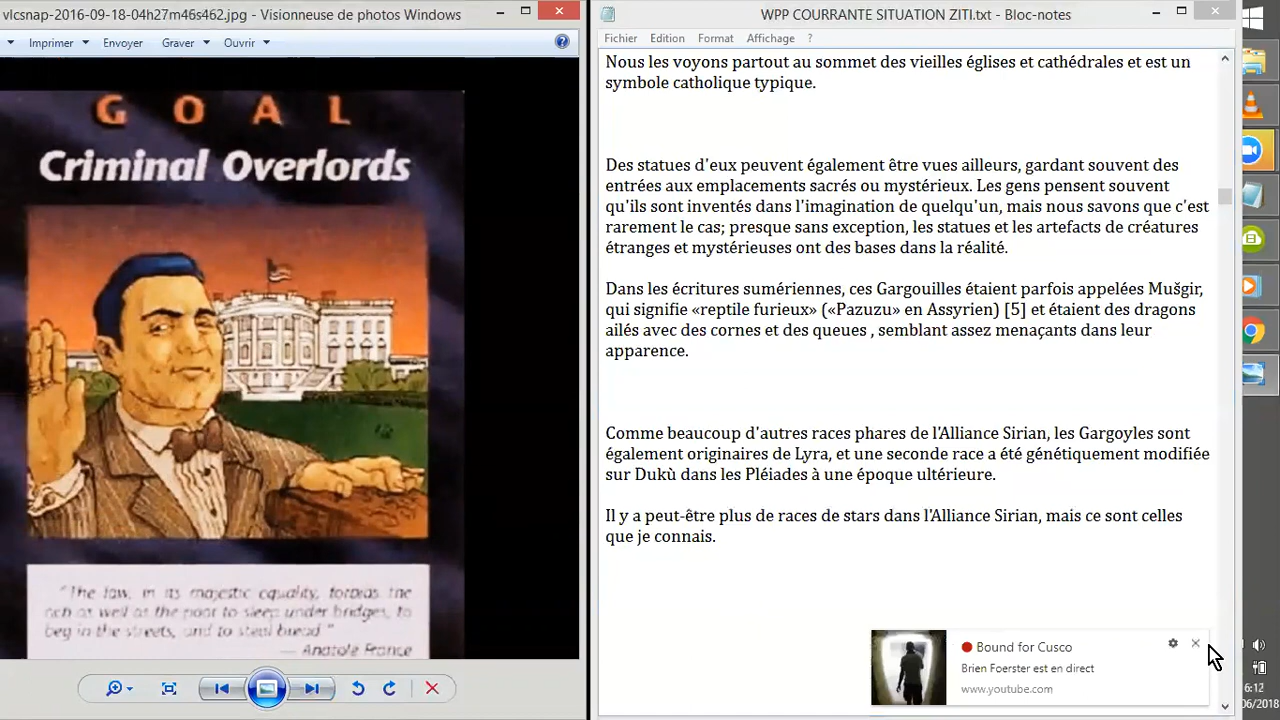 vlcsnap-2016-09-18-04h27m46s462.jpg - Visionneuse de photos Windows
Imprimer
Envoyer
Graver
Ouvrir
GOAL
Criminal Overlords
"The law, in its majestic equality, forbids the
rich as well as the poor to sleep under bridges, to
beg in the streets, and to steal bread"
— Anatole France
WPP COURRANTE SITUATION ZITI.txt - Bloc-notes
Fichier
Edition
Format
Affichage
?
Nous les voyons partout au sommet des vieilles églises et cathédrales et est un
symbole catholique typique.
Des statues d'eux peuvent également être vues ailleurs, gardant souvent des
entrées aux emplacements sacrés ou mystérieux. Les gens pensent souvent
qu'ils sont inventés dans l'imagination de quelqu'un, mais nous savons que c'est
rarement le cas; presque sans exception, les statues et les artefacts de créatures
étranges et mystérieuses ont des bases dans la réalité.
Dans les écritures sumériennes, ces Gargouilles étaient parfois appelées Mušgir,
qui signifie «reptile furieux» («Pazuzu» en Assyrien) [5] et étaient des dragons
ailés avec des cornes et des queues , semblant assez menaçants dans leur
apparence.
Comme beaucoup d'autres races phares de l'Alliance Sirian, les Gargoyles sont
également originaires de Lyra, et une seconde race a été génétiquement modifiée
sur Dukù dans les Pléiades à une époque ultérieure.
Il y a peut-être plus de races de stars dans l'Alliance Sirian, mais ce sont celles
que je connais.
Bound for Cusco
Brien Foerster est en direct
www.youtube.com
6:12
06/2018